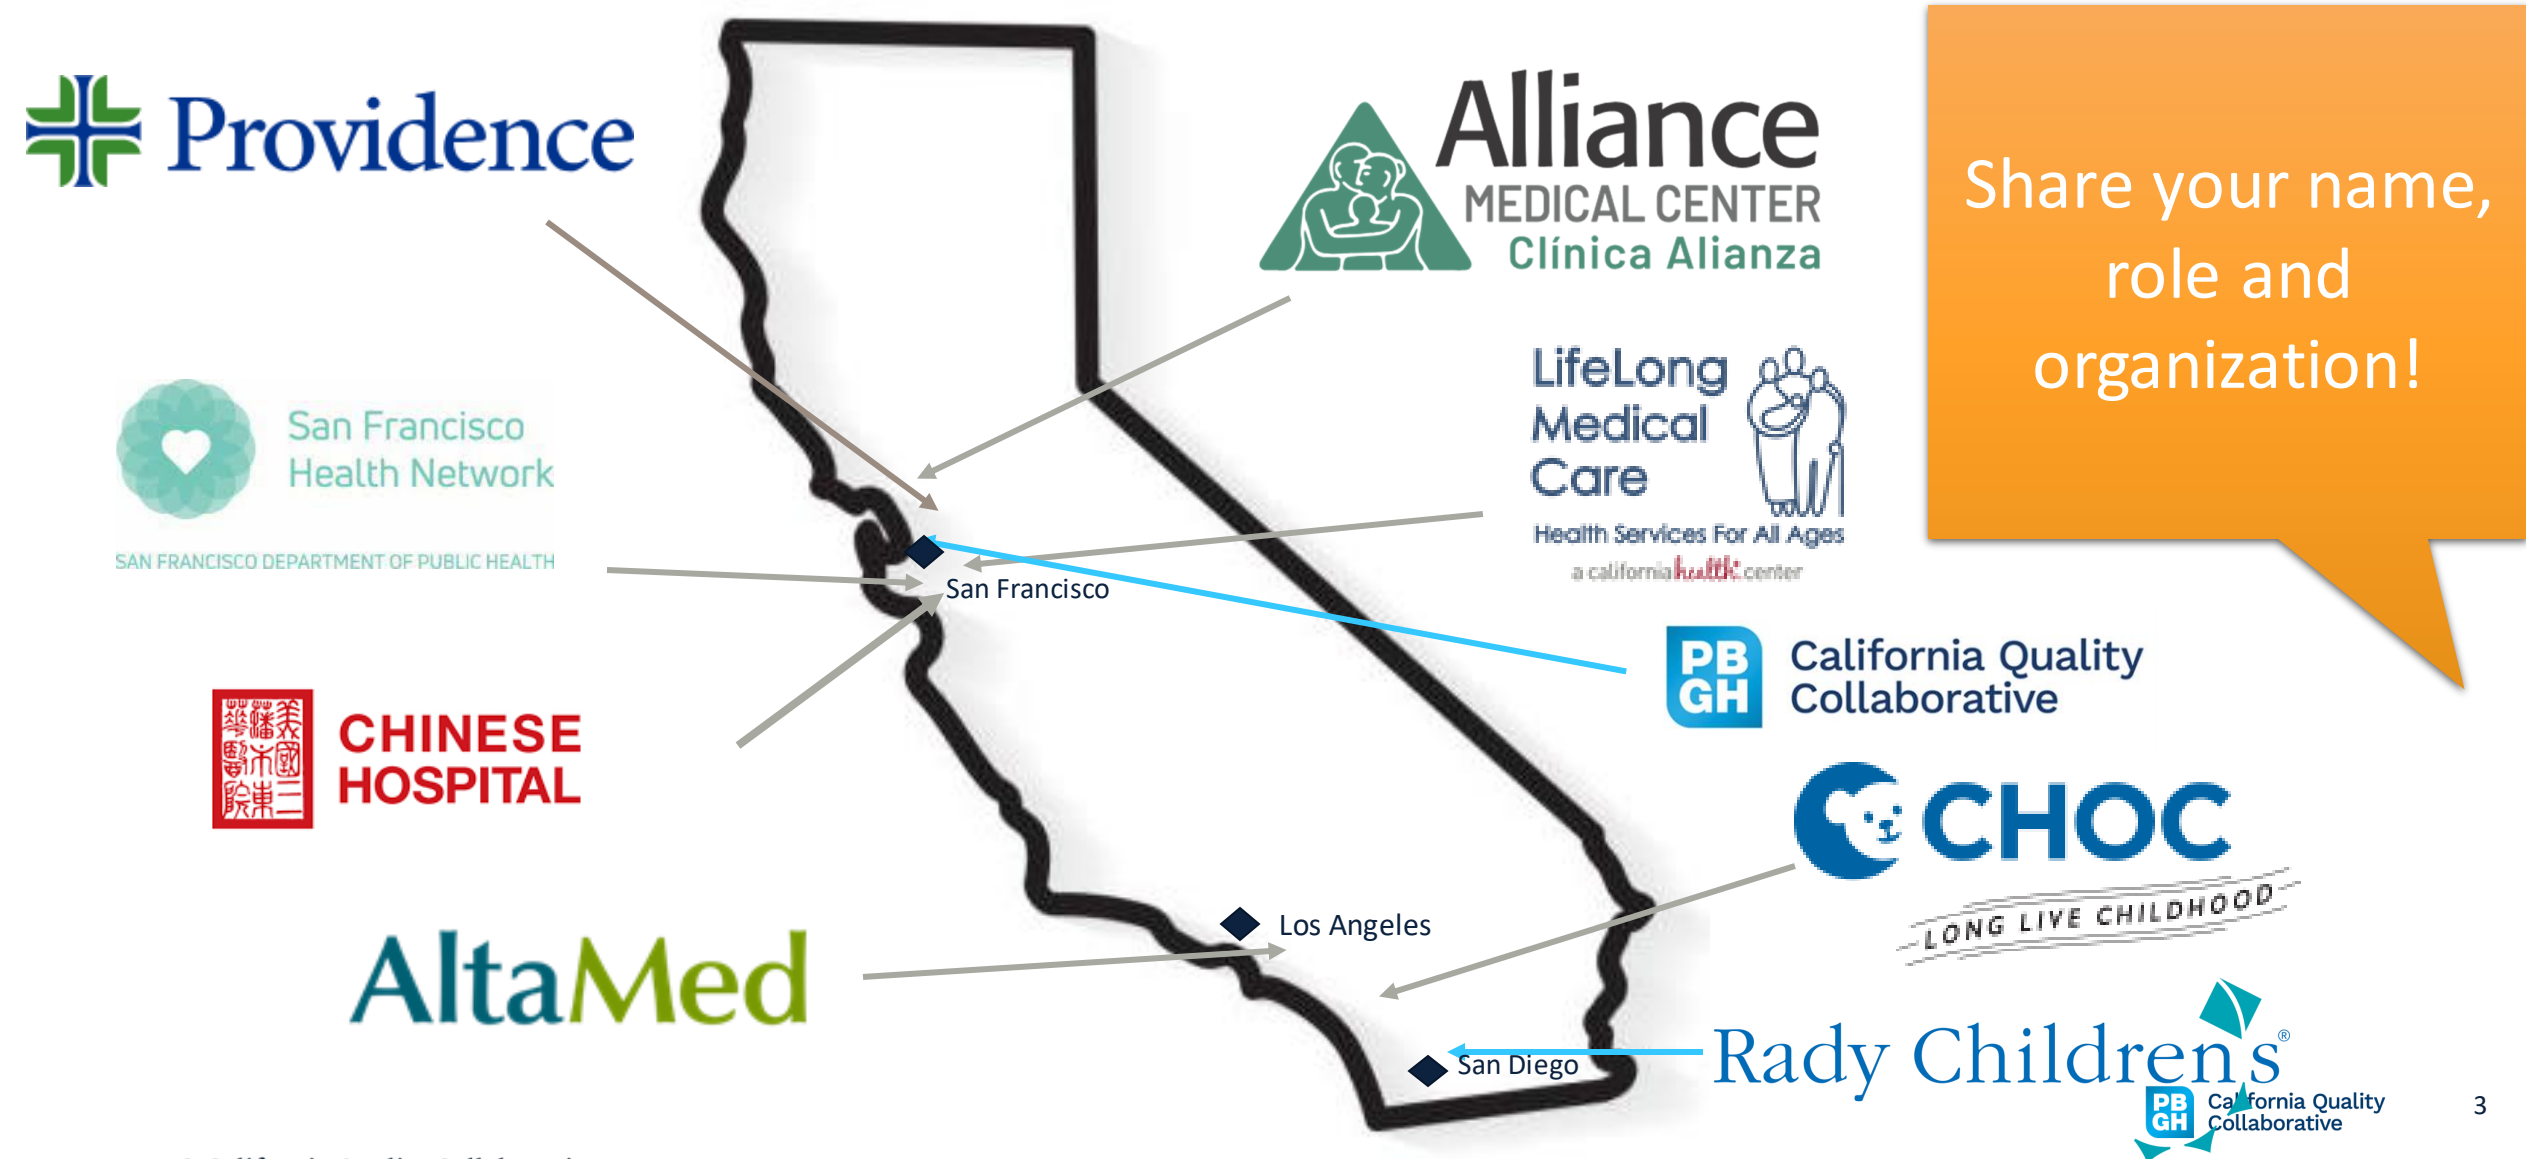 Providence
Alliance
MEDICAL CENTER
Clínica Alianza
Share your name,
role and
organization!
San Francisco
Health Network
SAN FRANCISCO DEPARTMENT OF PUBLIC HEALTH
LifeLong
Medical
Care
Health Services For All Ages
a california health center
San Francisco
PB
GH
California Quality
Collaborative
CHINESE
HOSPITAL
CHOC
LONG LIVE CHILDHOOD
AltaMed
Los Angeles
San Diego
Rady Children's®
PB
GH
California Quality
Collaborative
3